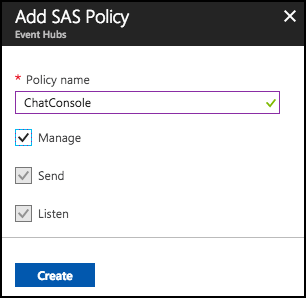 Add SAS Policy
Event Hubs
* Policy name
ChatConsole
Manage
Send
Listen
Create